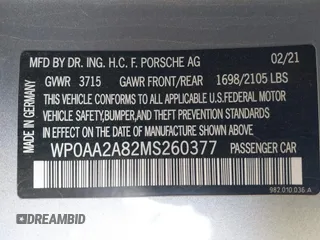 MFD BY DR. ING. H.C. F. PORSCHE AG 02/21
GVWR 3715 GAWR FRONT/REAR 1698/2105 LBS
THIS VEHICLE CONFORMS TO ALL APPLICABLE
U.S. FEDERAL MOTOR
VEHICLE SAFETY,BUMPER,AND THEFT PREVENTION
STANDARDS IN EFFECT ON THE DATE OF
MANUFACTURE SHOWN ABOVE.
WP0AA2A82MS260377 PASSENGER CAR
MADE IN GERMANY
982.010.036 A
DREAMBID